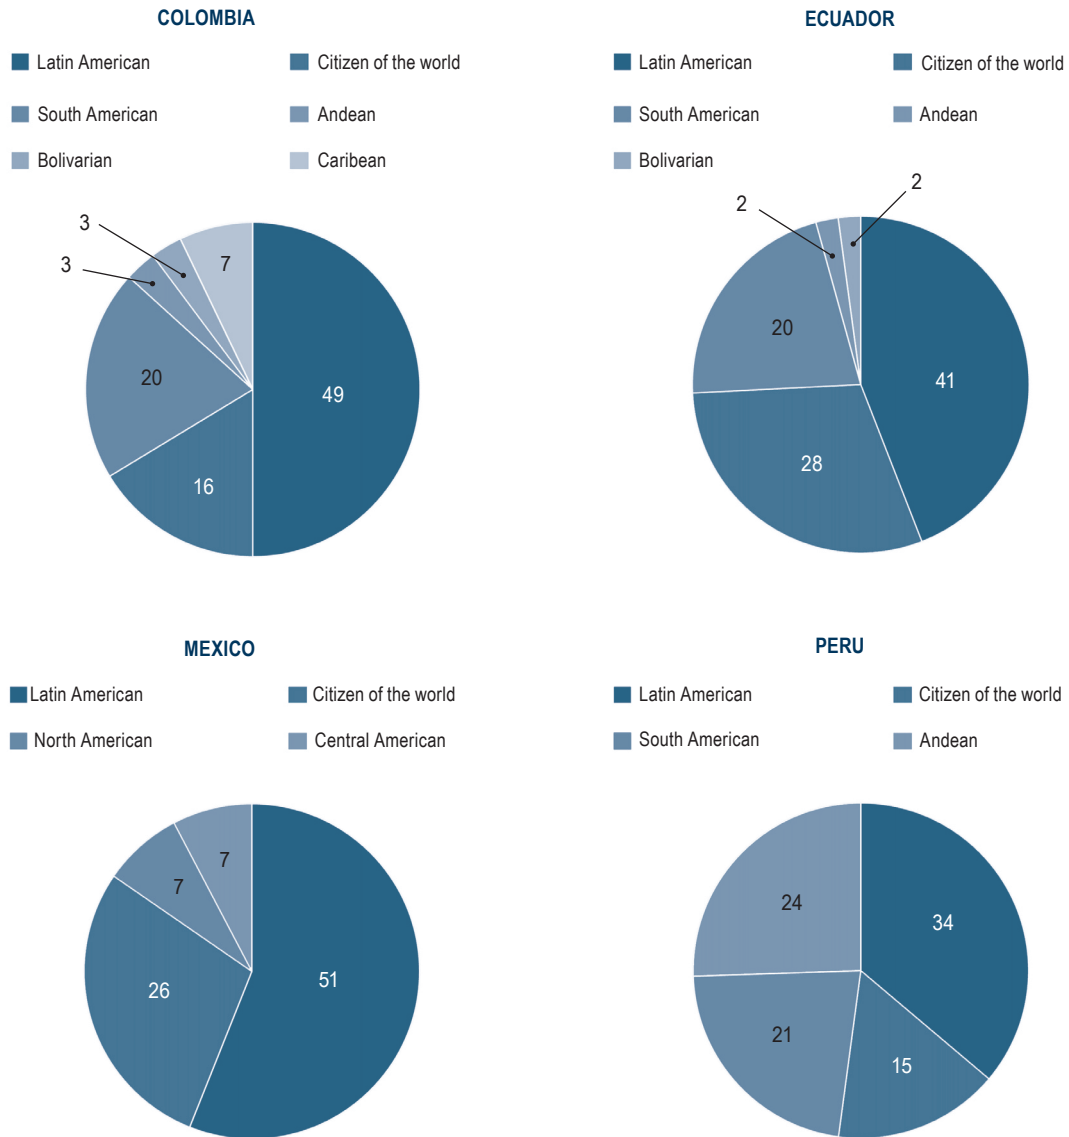 COLOMBIA
Latin American
Citizen of the world
South American
Andean
Bolivarian
Caribean
3
3
7
20
49
16
ECUADOR
Latin American
Citizen of the world
South American
Andean
Bolivarian
2
2
20
41
28
MEXICO
Latin American
Citizen of the world
North American
Central American
7
7
26
51
PERU
Latin American
Citizen of the world
South American
Andean
24
34
21
15